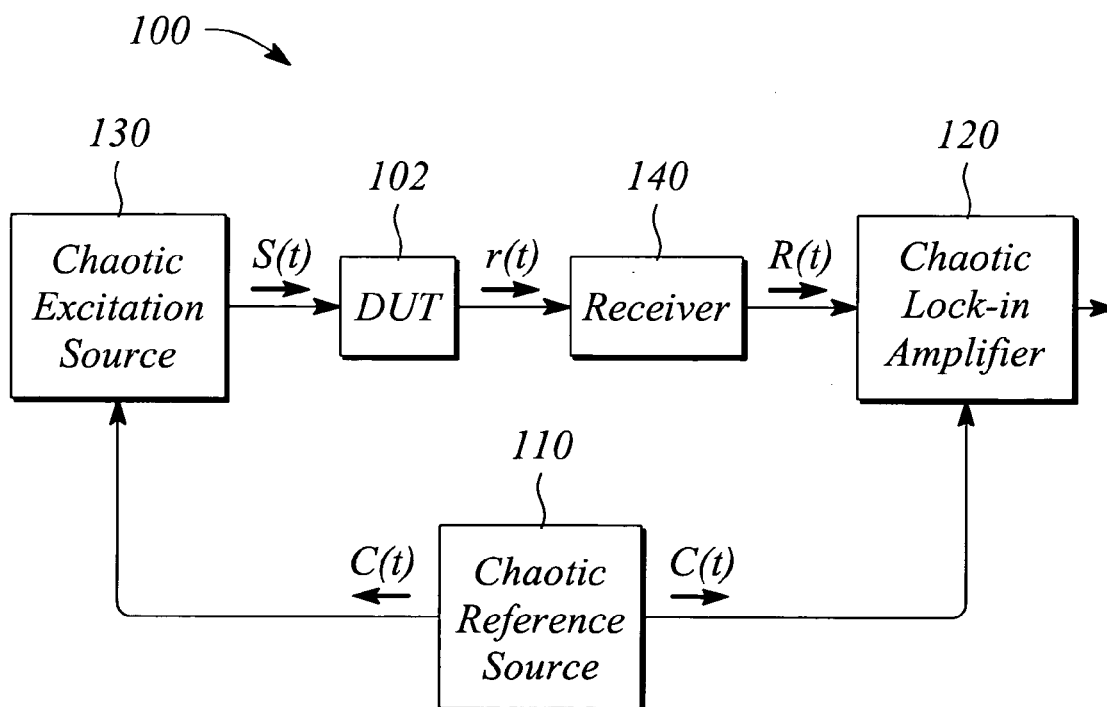 100
130
102
140
120
Chaotic
Excitation
Source
S(t)
DUT
r(t)
Receiver
R(t)
Chaotic
Lock-in
Amplifier
110
C(t)
Chaotic
Reference
Source
C(t)